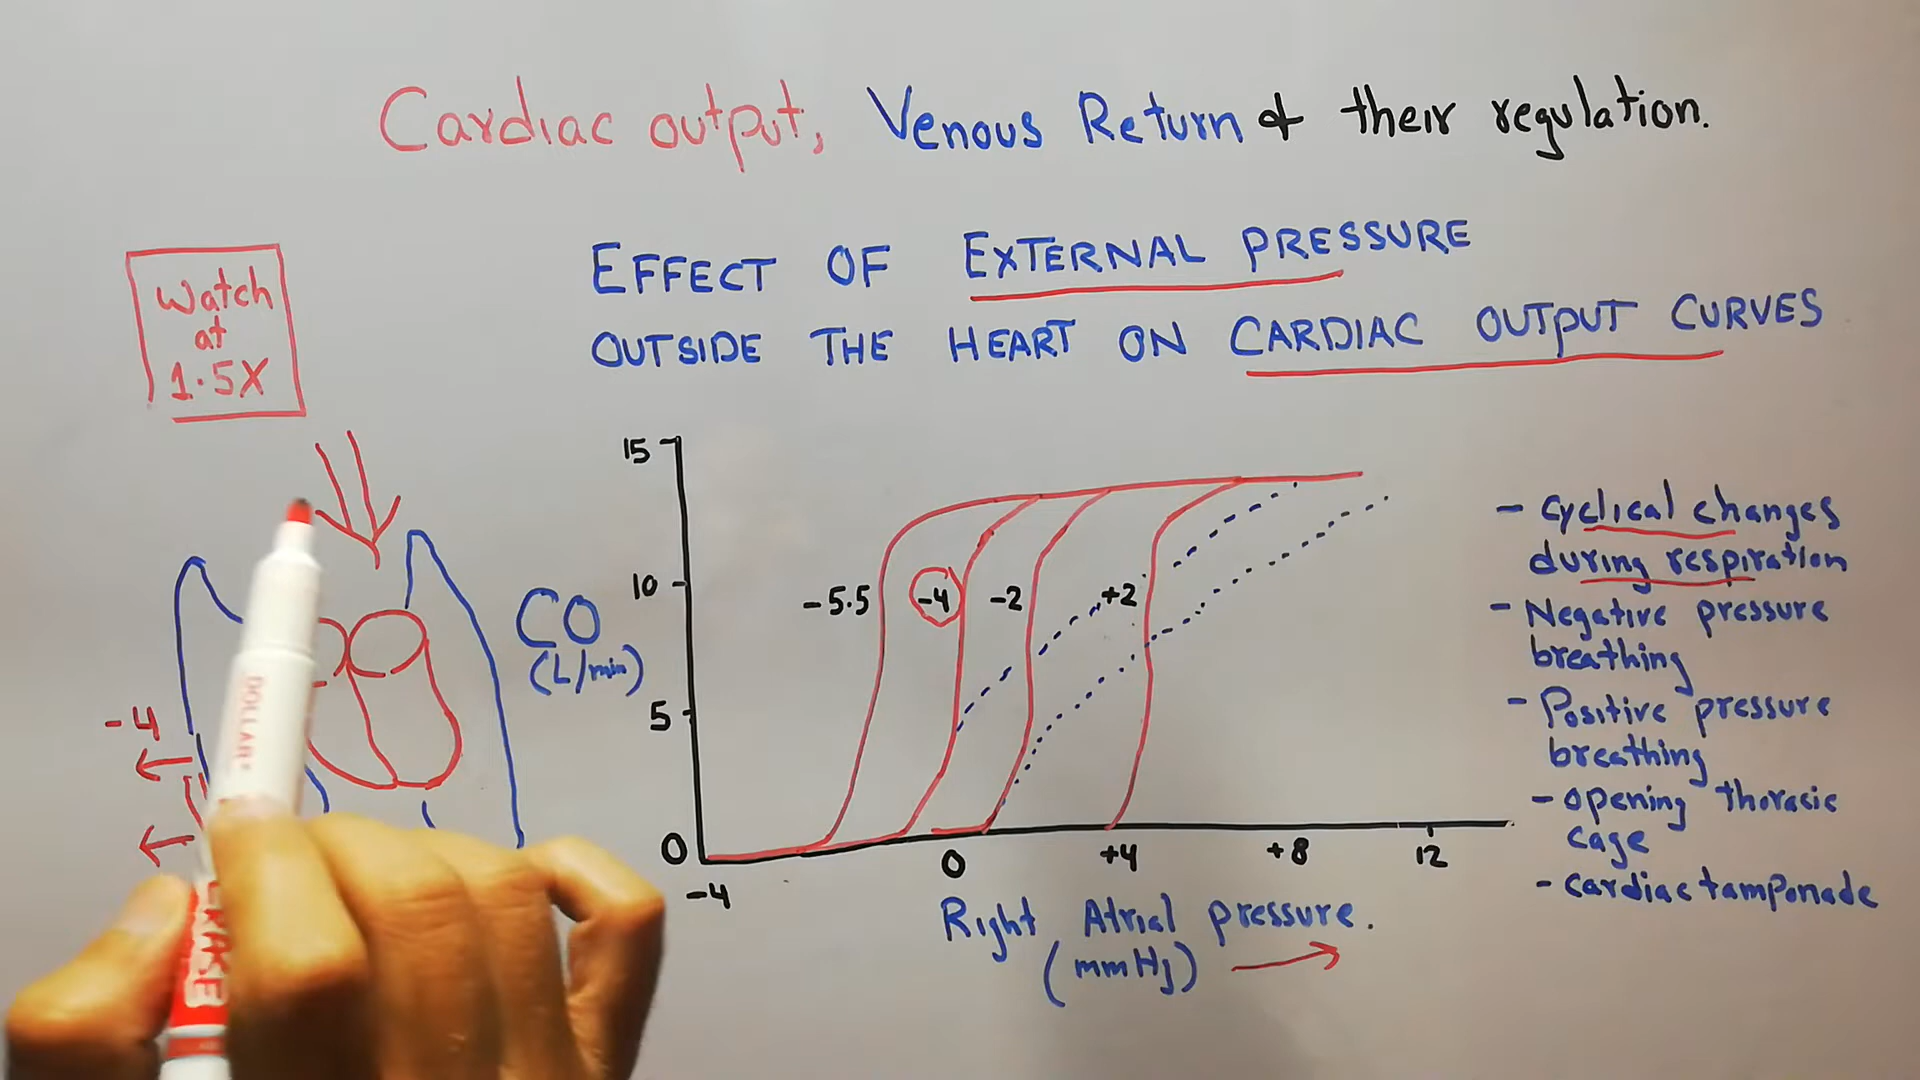 Cardiac output, Venous Return & their regulation.
EFFECT OF EXTERNAL PRESSURE
OUTSIDE THE HEART ON CARDIAC OUTPUT CURVES
Watch
at
1.5X
-4
CO
(L/min)
15
10
5
0
-5.5
-4
-2
+2
-4
0
+4
+8
12
Right Atrial pressure.
(mmHg)
- Cyclical changes
during respiration
- Negative pressure
breathing
- Positive pressure
breathing
- opening thoracic
cage
- cardiac tamponade
DOLLAR